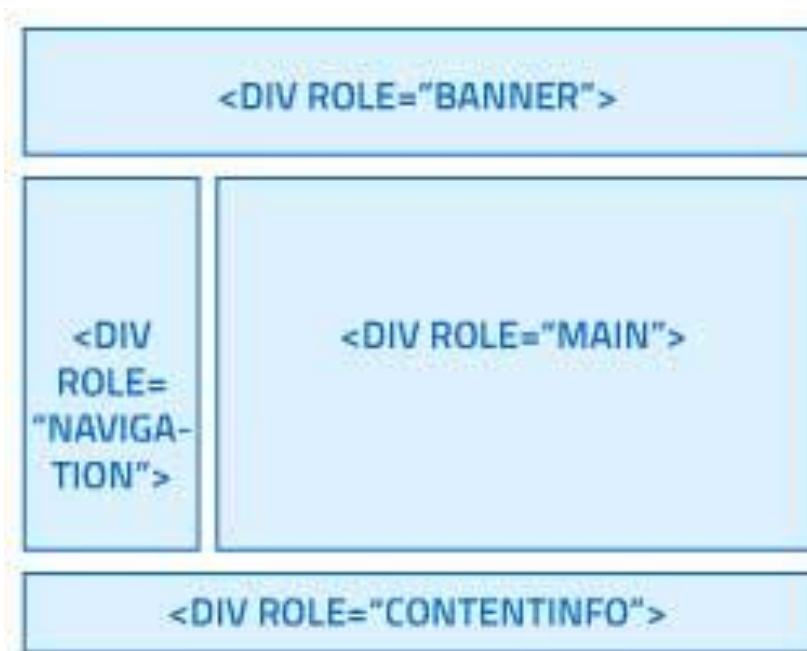 <DIV ROLE="BANNER">
<DIV
ROLE=
"NAVIGA-
TION">
<DIV ROLE="MAIN">
<DIV ROLE="CONTENTINFO">